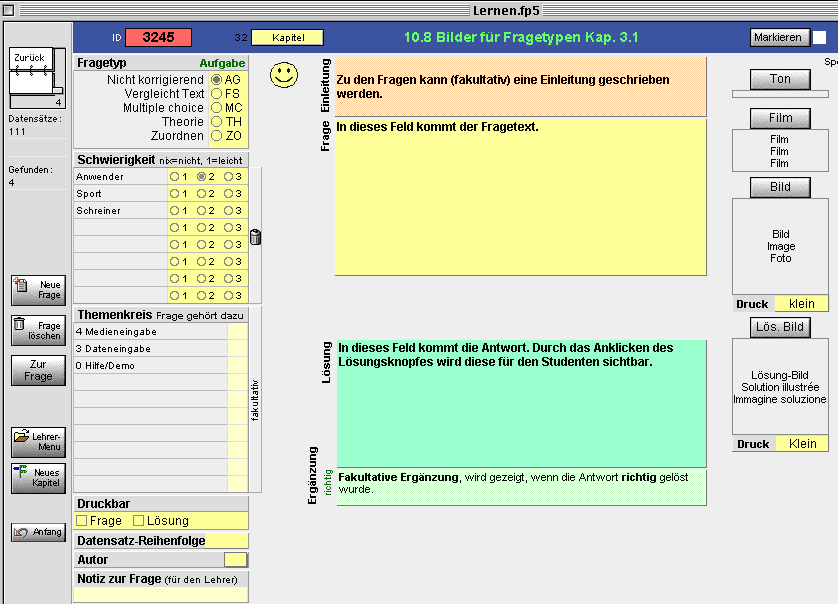 Lernen.fp5
ID 3245 32 Kapitel 10.8 Bilder für Fragetypen Kap. 3.1 Markieren
Zurück
4
Datensätze:
111
Gefunden:
4
Neue
Frage
Frage
löschen
Zur
Frage
Lehrer-
Menu
Neues
Kapitel
Anfang
Fragetyp Aufgabe
Nicht korrigierend AG
Vergleicht Text FS
Multiple choice MC
Theorie TH
Zuordnen ZO
Schwierigkeit nix=nicht, 1=leicht
Anwender 1 2 3
Sport 1 2 3
Schreiner 1 2 3
1 2 3
1 2 3
1 2 3
1 2 3
1 2 3
Themenkreis Frage gehört dazu
4 Medieneingabe
3 Dateneingabe
0 Hilfe/Demo
fakultativ
Druckbar
Frage Lösung
Datensatz-Reihenfolge
Autor
Notiz zur Frage (für den Lehrer)
Einleitung
Zu den Fragen kann (fakultativ) eine Einleitung geschrieben
werden.
Frage
In dieses Feld kommt der Fragetext.
Lösung
In dieses Feld kommt die Antwort. Durch das Anklicken des
Lösungsknopfes wird diese für den Studenten sichtbar.
Ergänzung
richtig
Fakultative Ergänzung, wird gezeigt, wenn die Antwort richtig gelöst
wurde.
Spe
Ton
Film
Film
Film
Film
Bild
Bild
Image
Foto
Druck klein
Lös. Bild
Lösung-Bild
Solution illustrée
Immagine soluzione
Druck Klein